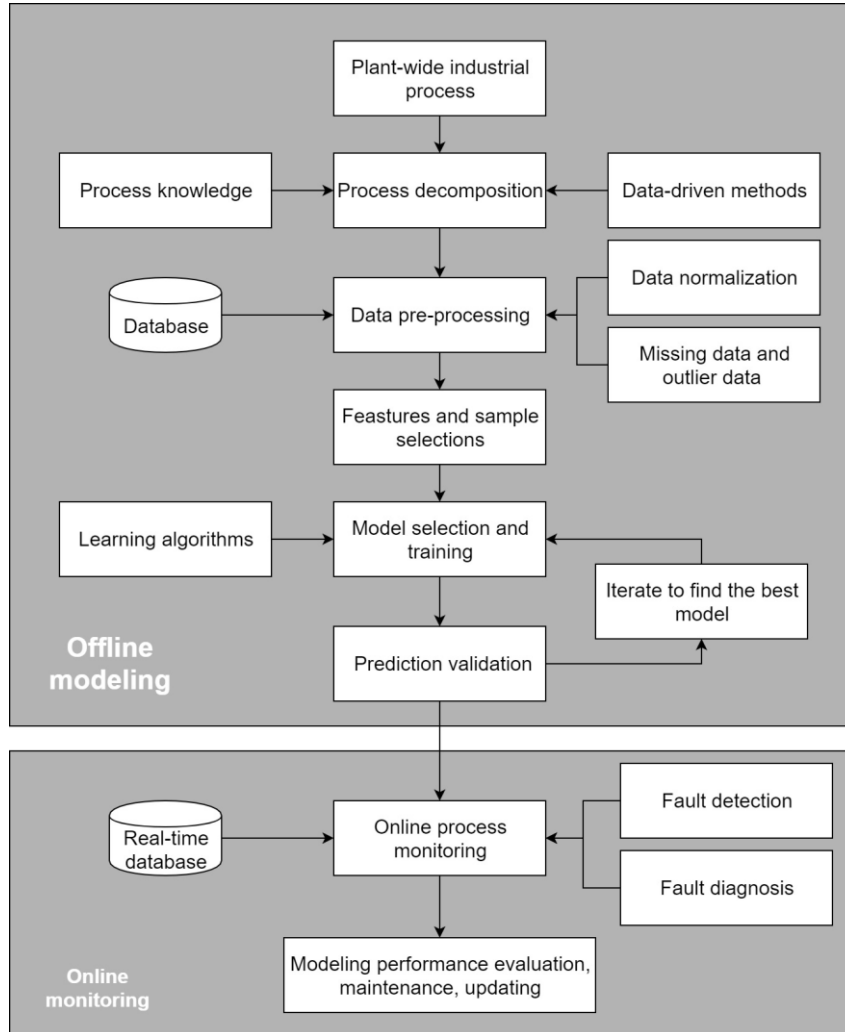 Plant-wide industrial
process
Process knowledge
Process decomposition
Data-driven methods
Database
Data pre-processing
Data normalization
Missing data and
outlier data
Feastures and sample
selections
Learning algorithms
Model selection and
training
Iterate to find the best
model
Offline
modeling
Prediction validation
Real-time
database
Online process
monitoring
Fault detection
Fault diagnosis
Modeling performance evaluation,
maintenance, updating
Online
monitoring